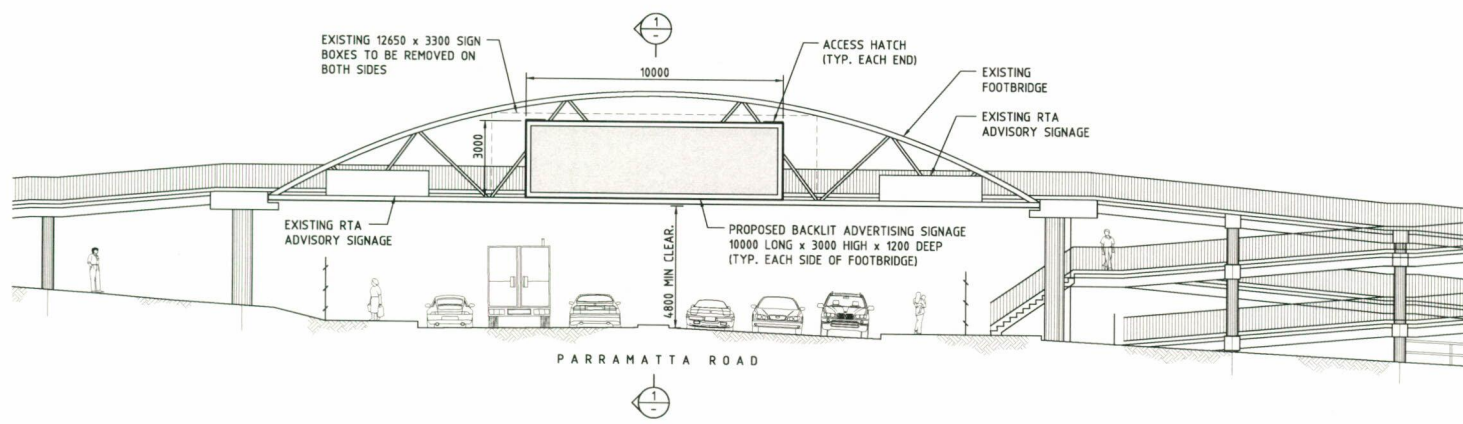 1
-
EXISTING 12650 x 3300 SIGN
BOXES TO BE REMOVED ON
BOTH SIDES
10000
ACCESS HATCH
(TYP. EACH END)
EXISTING
FOOTBRIDGE
EXISTING RTA
ADVISORY SIGNAGE
3000
EXISTING RTA
ADVISORY SIGNAGE
4800 MIN CLEAR.
PROPOSED BACKLIT ADVERTISING SIGNAGE
10000 LONG x 3000 HIGH x 1200 DEEP
(TYP. EACH SIDE OF FOOTBRIDGE)
PARRAMATTA ROAD
1
-